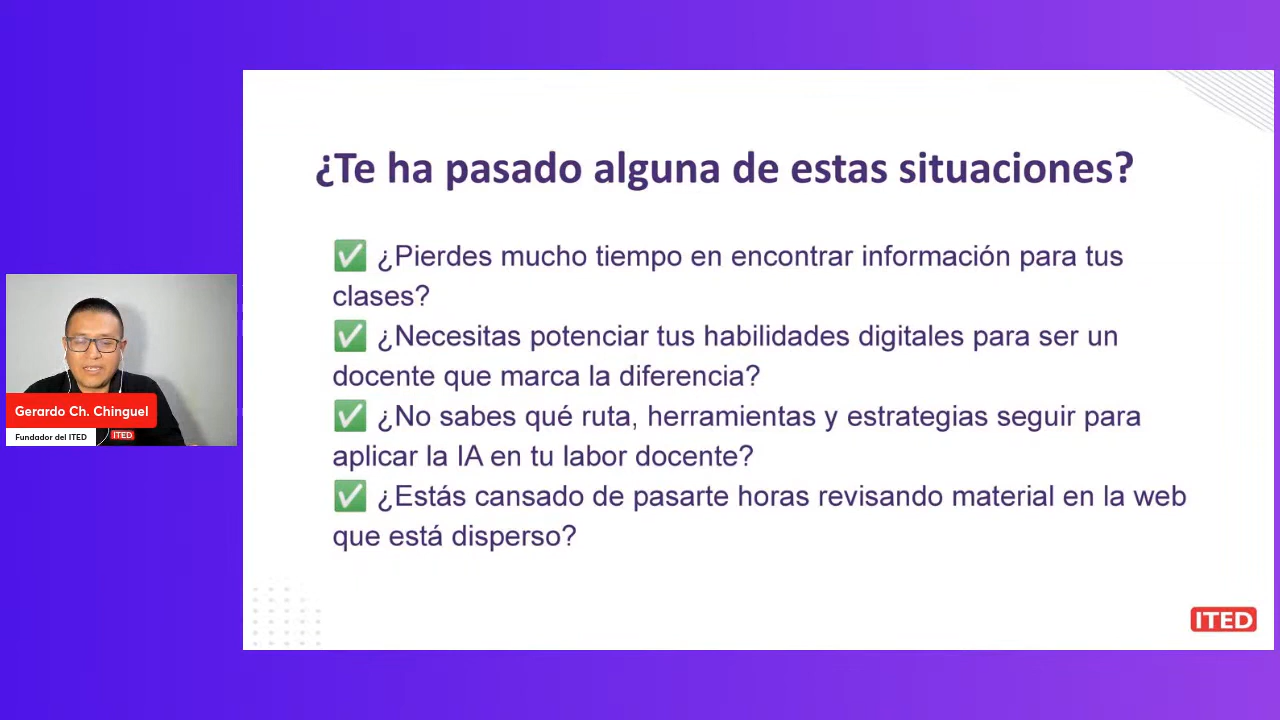 ¿Te ha pasado alguna de estas situaciones?
✅ ¿Pierdes mucho tiempo en encontrar información para tus
clases?
✅ ¿Necesitas potenciar tus habilidades digitales para ser un
docente que marca la diferencia?
✅ ¿No sabes qué ruta, herramientas y estrategias seguir para
aplicar la IA en tu labor docente?
✅ ¿Estás cansado de pasarte horas revisando material en la web
que está disperso?
Gerardo Ch. Chinguel
Fundador del ITED
ITED
ITED